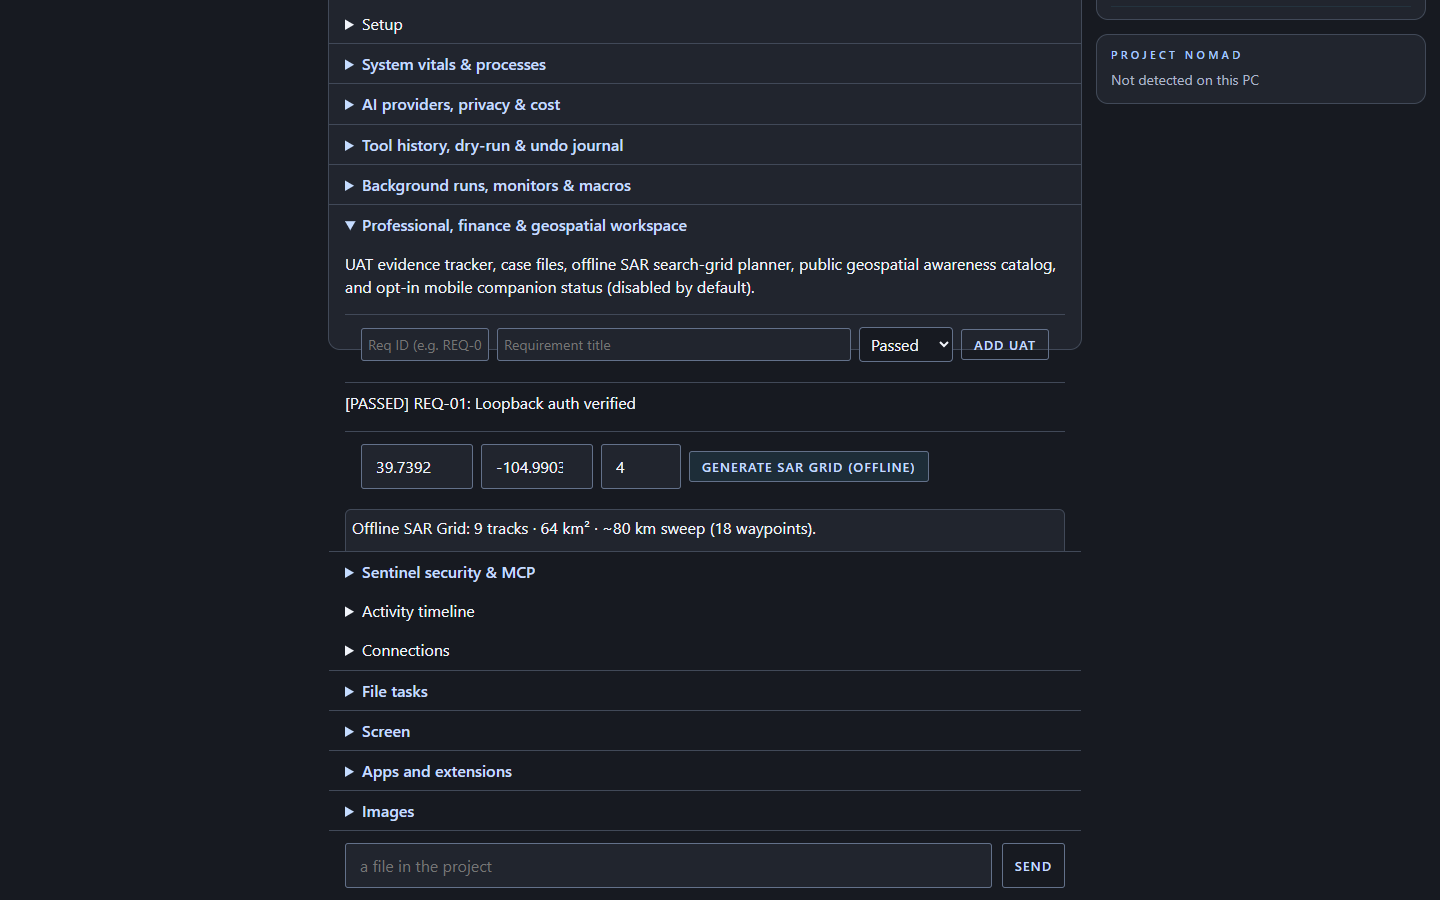 Setup
System vitals & processes
AI providers, privacy & cost
Tool history, dry-run & undo journal
Background runs, monitors & macros
Professional, finance & geospatial workspace
UAT evidence tracker, case files, offline SAR search-grid planner, public geospatial awareness catalog,
and opt-in mobile companion status (disabled by default).
Req ID (e.g. REQ-0 Requirement title Passed ADD UAT
[PASSED] REQ-01: Loopback auth verified
39.7392 -104.9903 4 GENERATE SAR GRID (OFFLINE)
Offline SAR Grid: 9 tracks · 64 km² · ~80 km sweep (18 waypoints).
Sentinel security & MCP
Activity timeline
Connections
File tasks
Screen
Apps and extensions
Images
a file in the project SEND
PROJECT NOMAD
Not detected on this PC